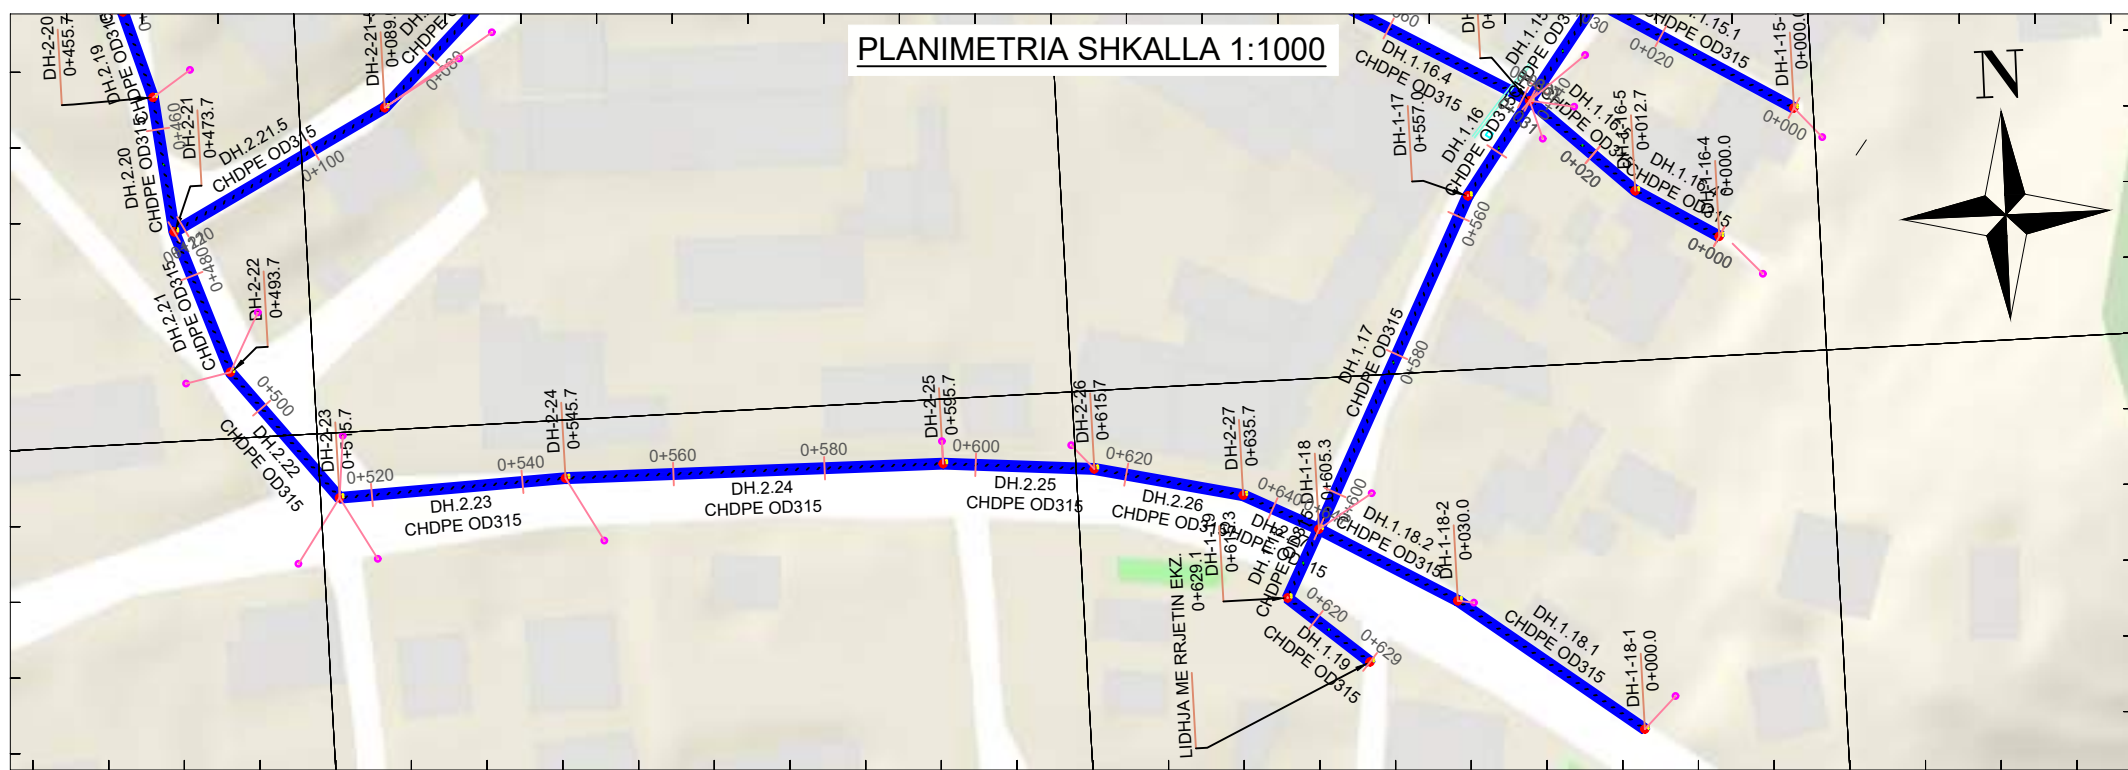 PLANIMETRIA SHKALLA 1:1000
N
DH-2-20
0+455.7
DH.2.19
CHDPE OD315
0+460
DH-2-21
0+473.7
DH.2.20
CHDPE OD315
DH.2.21.5
CHDPE OD315
0+100
0+080
0+480
DH.2.21
CHDPE OD315
DH-2-22
0+493.7
0+500
DH.2.22
CHDPE OD315
DH-2-23
0+515.7
0+520
DH.2.23
CHDPE OD315
0+540
DH-2-24
0+545.7
0+560
DH.2.24
CHDPE OD315
0+580
DH-2-25
0+595.7
0+600
DH.2.25
CHDPE OD315
DH-2-26
0+615.7
0+620
DH.2.26
CHDPE OD315
DH-2-27
0+635.7
0+640
DH-1-18
0+605.3
0+600
DH.1.17
CHDPE OD315
0+580
0+560
DH-1-17
0+557.0
DH.1.16
CHDPE OD315
DH.1.16.4
CHDPE OD315
DH.1.15.1
CHDPE OD315
0+020
DH-1-15-
0+000.0
0+000
0+012.7
0+020
CHDPE OD315
DH-1-16-4
0+000.0
0+000
DH.1.18.2
CHDPE OD315
DH-1-18-2
0+030.0
DH.1.18.1
CHDPE OD315
DH-1-18-1
0+000.0
DH-1-19
0+620
DH.1.19
CHDPE OD315
0+629
LIDHJA ME RRJETIN EKZ.
0+629.1